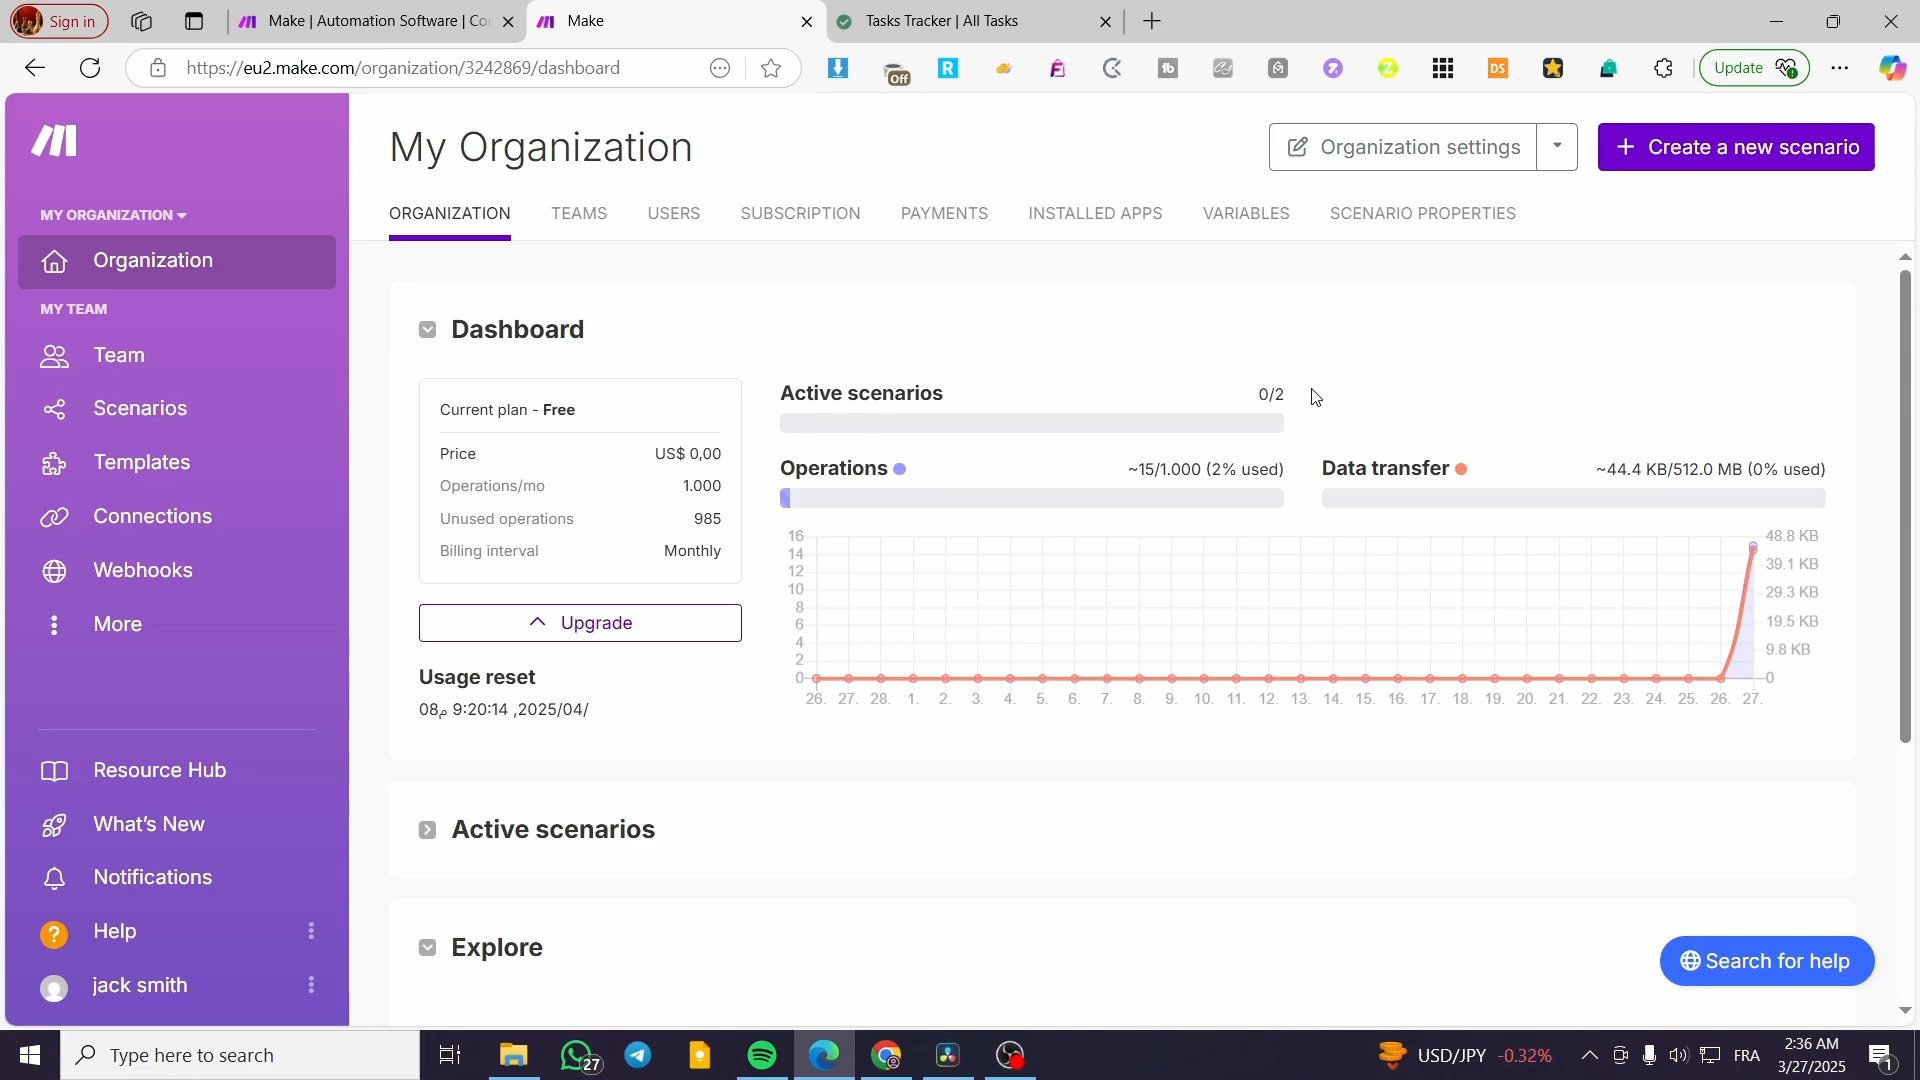 Sign in
Make | Automation Software | Co
Make
Tasks Tracker | All Tasks
https://eu2.make.com/organization/3242869/dashboard
Off
R
tb
DS
Update
MY ORGANIZATION
Organization
MY TEAM
Team
Scenarios
Templates
Connections
Webhooks
More
Resource Hub
What's New
Notifications
? Help
jack smith
My Organization
Organization settings
+ Create a new scenario
ORGANIZATION TEAMS USERS SUBSCRIPTION PAYMENTS INSTALLED APPS VARIABLES SCENARIO PROPERTIES
Dashboard
Current plan - Free
Price US$ 0,00
Operations/mo 1.000
Unused operations 985
Billing interval Monthly
Upgrade
Usage reset
08م 9:20:14 ,2025/04/
Active scenarios 0/2
Operations ~15/1.000 (2% used)
Data transfer ~44.4 KB/512.0 MB (0% used)
16 48.8 KB
14
12 39.1 KB
10
8 29.3 KB
6 19.5 KB
4
2 9.8 KB
0 0
26. 27. 28. 1. 2. 3. 4. 5. 6. 7. 8. 9. 10. 11. 12. 13. 14. 15. 16. 17. 18. 19. 20. 21. 22. 23. 24. 25. 26. 27.
Active scenarios
Explore
Search for help
Type here to search
27
USD/JPY -0.32%
FRA
2:36 AM
3/27/2025
1